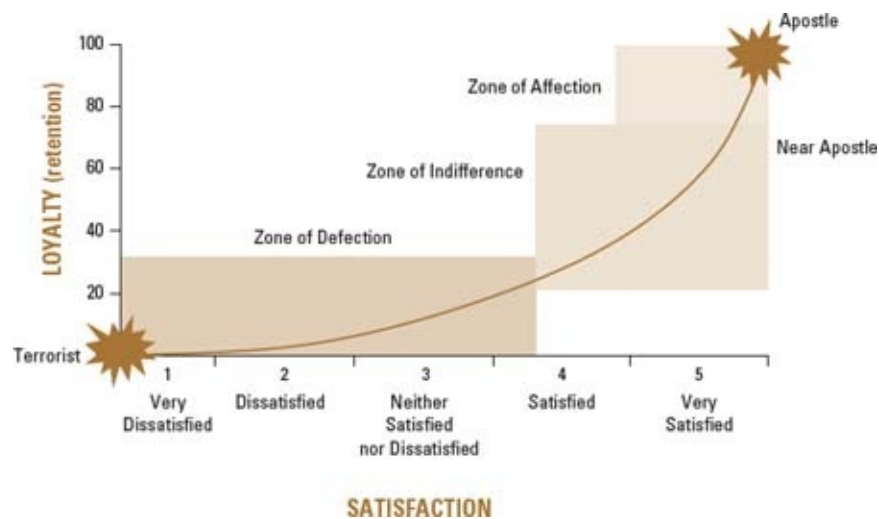 Apostle
100
Zone of Affection
80
Near Apostle
Zone of Indifference
60
LOYALTY (retention)
40
Zone of Defection
20
Terrorist
1 2 3 4 5
Very Dissatisfied Neither Satisfied Very
Dissatisfied Satisfied Satisfied
nor Dissatisfied
SATISFACTION